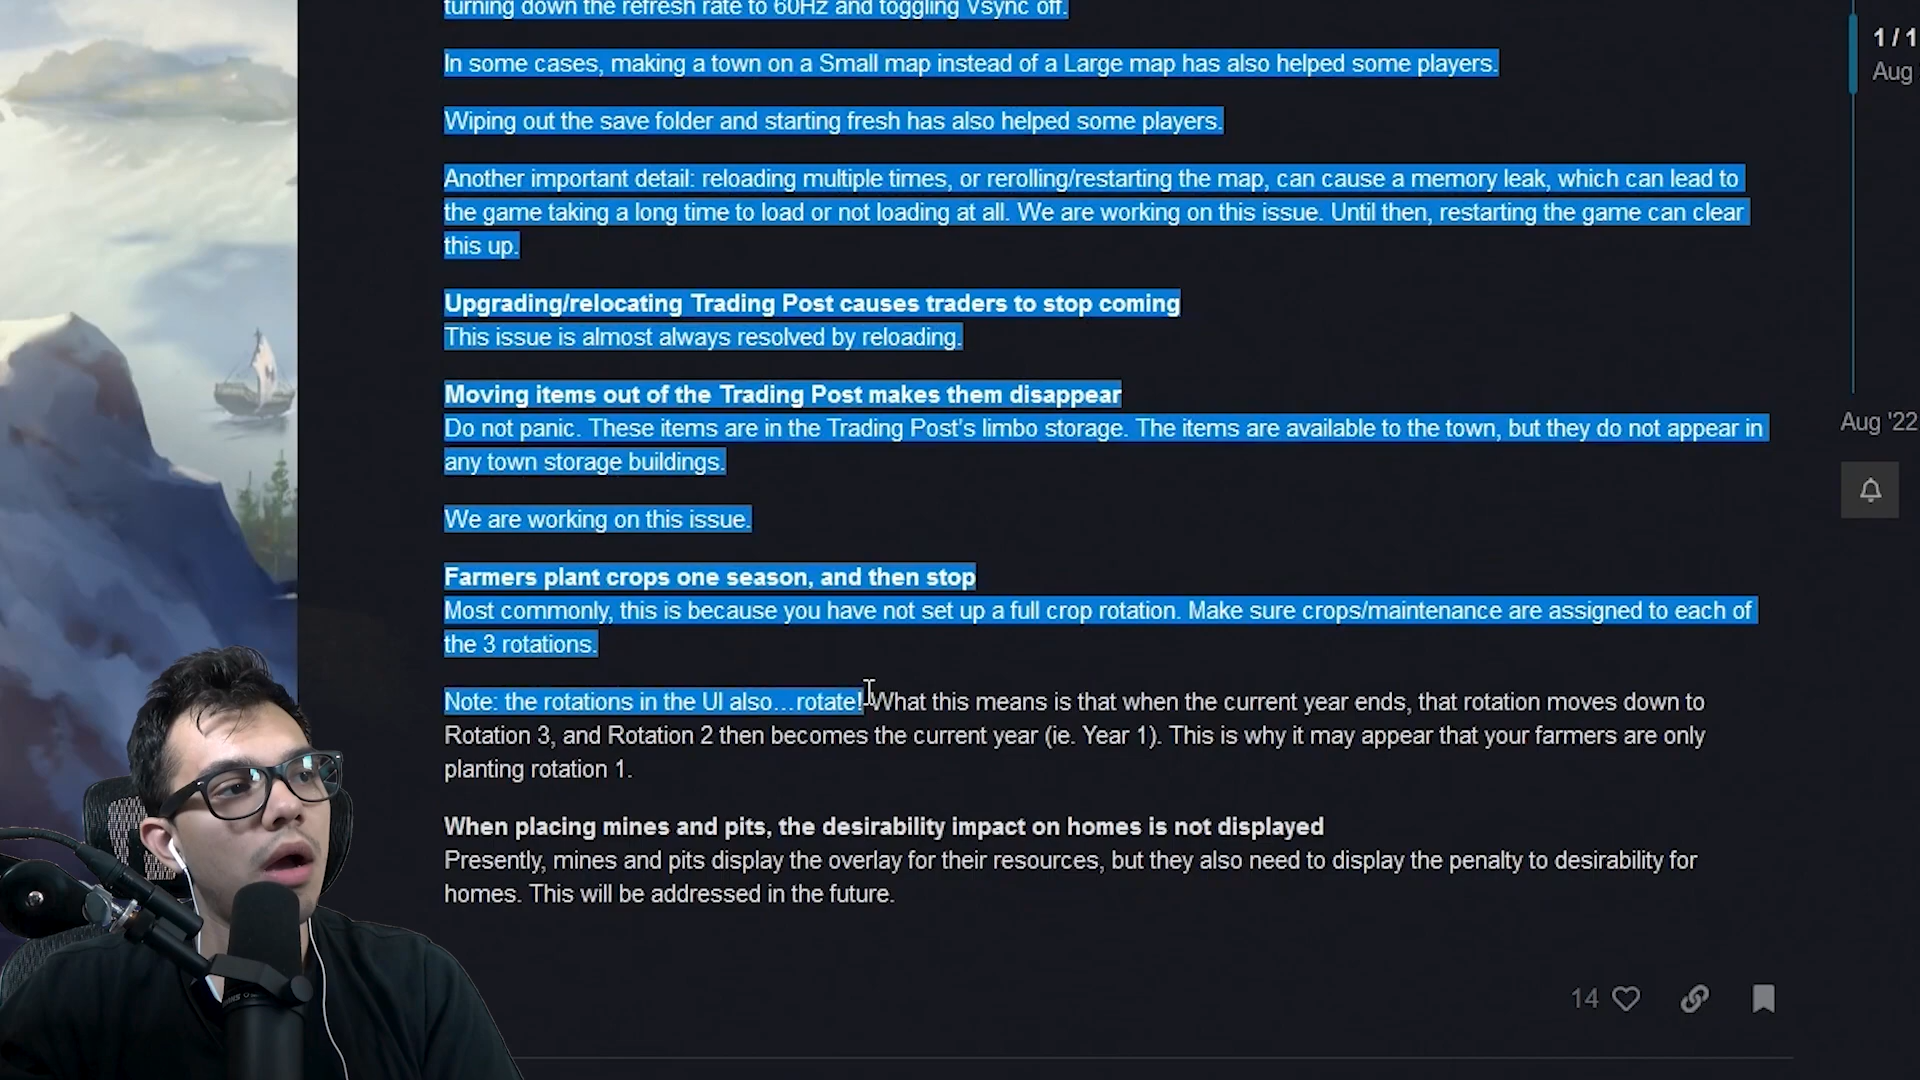 turning down the refresh rate to 60Hz and toggling Vsync off.
In some cases, making a town on a Small map instead of a Large map has also helped some players.
Wiping out the save folder and starting fresh has also helped some players.
Another important detail: reloading multiple times, or rerolling/restarting the map, can cause a memory leak, which can lead to
the game taking a long time to load or not loading at all. We are working on this issue. Until then, restarting the game can clear
this up.
Upgrading/relocating Trading Post causes traders to stop coming
This issue is almost always resolved by reloading.
Moving items out of the Trading Post makes them disappear
Do not panic. These items are in the Trading Post's limbo storage. The items are available to the town, but they do not appear in
any town storage buildings.
We are working on this issue.
Farmers plant crops one season, and then stop
Most commonly, this is because you have not set up a full crop rotation. Make sure crops/maintenance are assigned to each of
the 3 rotations.
Note: the rotations in the UI also…rotate! What this means is that when the current year ends, that rotation moves down to
Rotation 3, and Rotation 2 then becomes the current year (ie. Year 1). This is why it may appear that your farmers are only
planting rotation 1.
When placing mines and pits, the desirability impact on homes is not displayed
Presently, mines and pits display the overlay for their resources, but they also need to display the penalty to desirability for
homes. This will be addressed in the future.
14
1 / 1
Aug
Aug '22